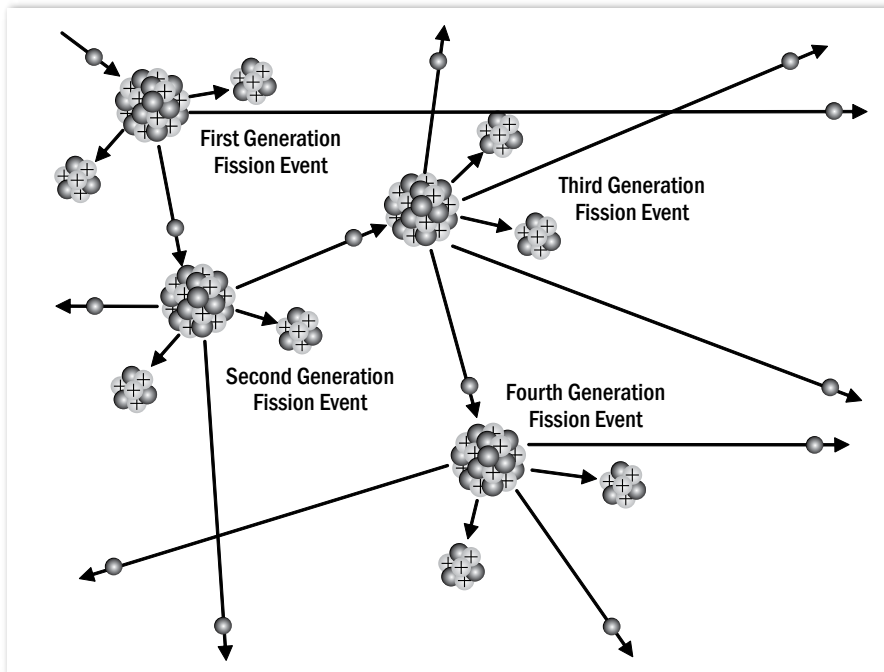 First Generation
Fission Event
Third Generation
Fission Event
Second Generation
Fission Event
Fourth Generation
Fission Event